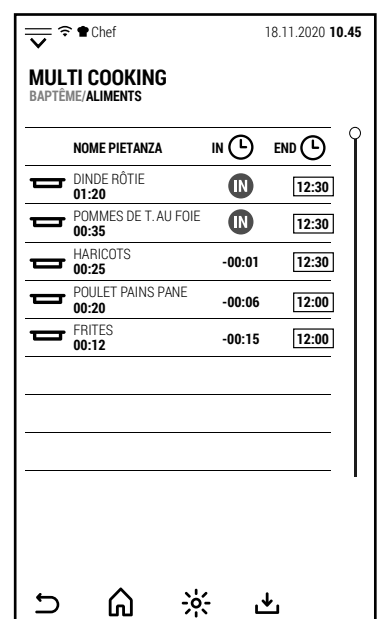 Chef 18.11.2020 10.45
MULTI COOKING
BAPTÊME/ALIMENTS
NOME PIETANZA IN END
DINDE RÔTIE
01:20 IN 12:30
POMMES DE T. AU FOIE
00:35 IN 12:30
HARICOTS
00:25 -00:01 12:30
POULET PAINS PANE
00:20 -00:06 12:00
FRITES
00:12 -00:15 12:00